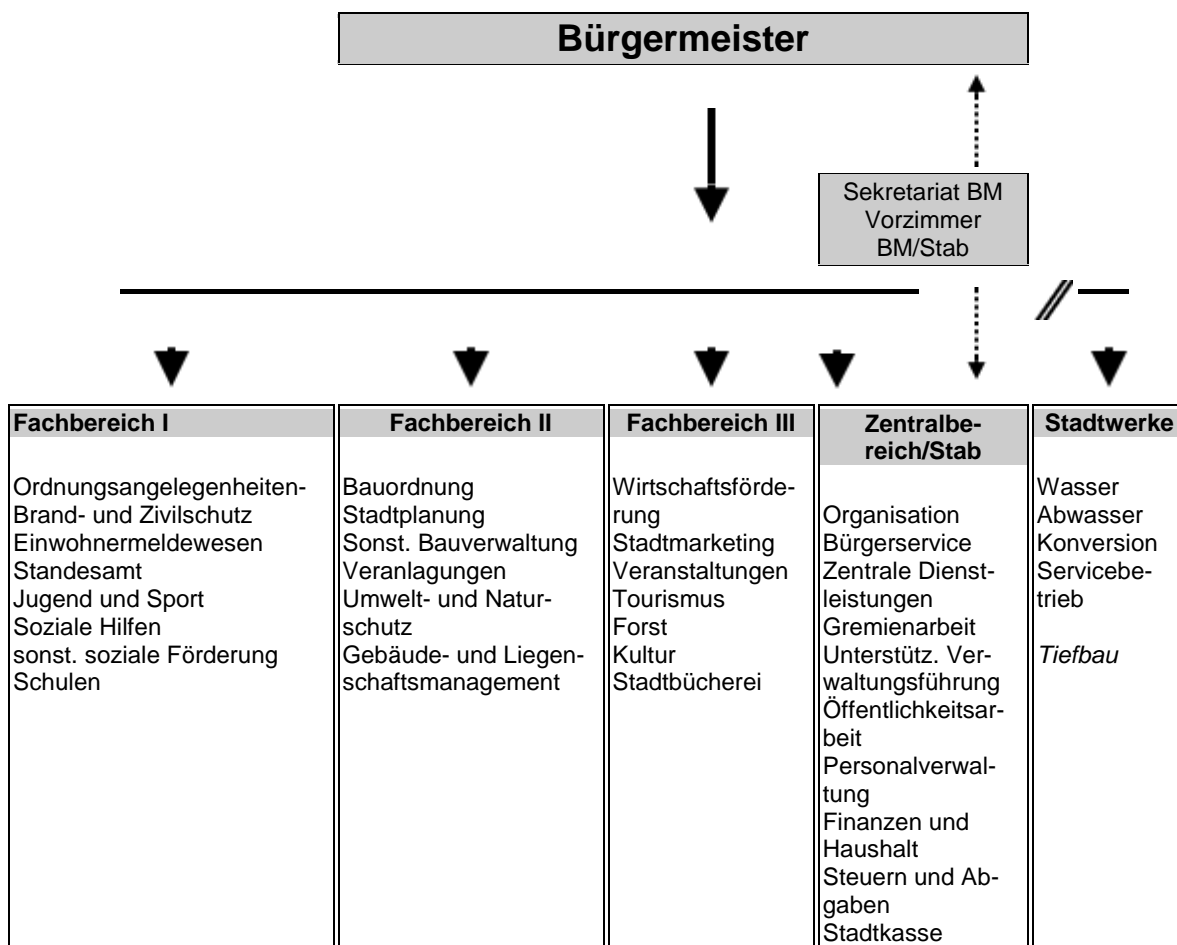 Bürgermeister
Sekretariat BM
Vorzimmer
BM/Stab
Fachbereich I
Ordnungsangelegenheiten-
Brand- und Zivilschutz
Einwohnermeldewesen
Standesamt
Jugend und Sport
Soziale Hilfen
sonst. soziale Förderung
Schulen
Fachbereich II
Bauordnung
Stadtplanung
Sonst. Bauverwaltung
Veranlagungen
Umwelt- und Natur-
schutz
Gebäude- und Liegen-
schaftsmanagement
Fachbereich III
Wirtschaftsförde-
rung
Stadtmarketing
Veranstaltungen
Tourismus
Forst
Kultur
Stadtbücherei
Zentralbe-
reich/Stab
Organisation
Bürgerservice
Zentrale Dienst-
leistungen
Gremienarbeit
Unterstütz. Ver-
waltungsführung
Öffentlichkeitsar-
beit
Personalverwal-
tung
Finanzen und
Haushalt
Steuern und Ab-
gaben
Stadtkasse
Stadtwerke
Wasser
Abwasser
Konversion
Servicebe-
trieb
Tiefbau